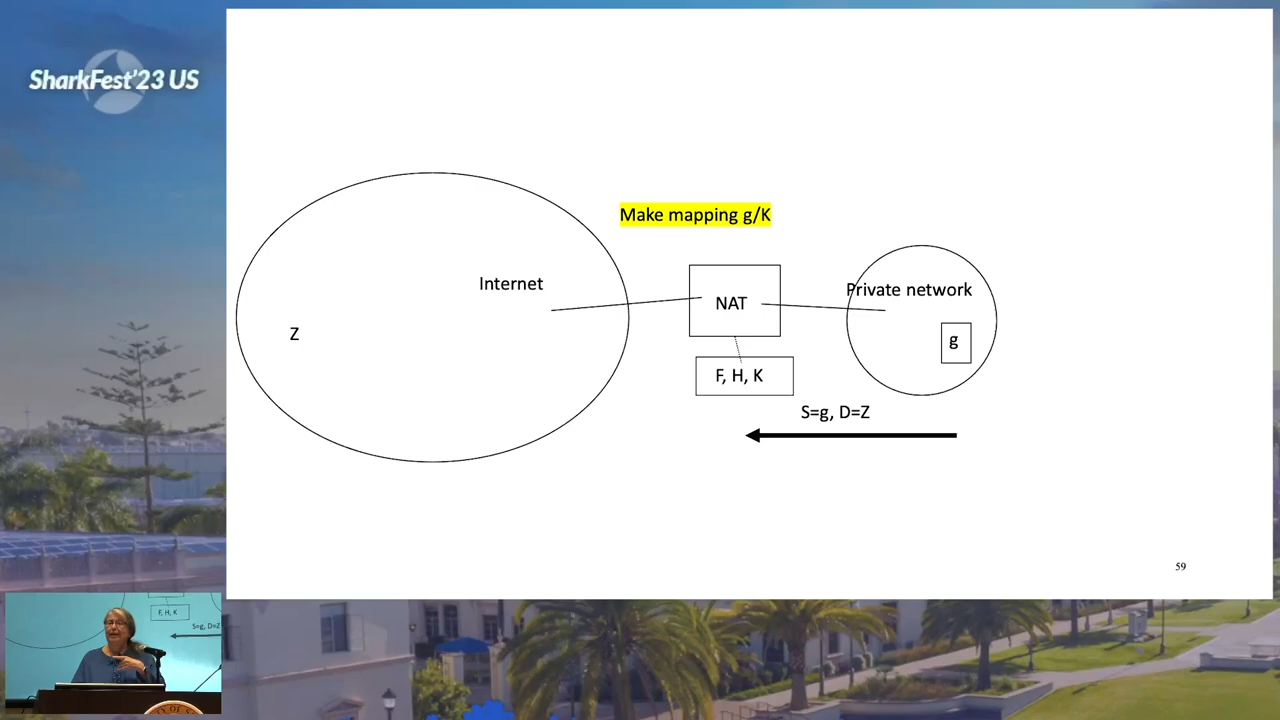 SharkFest'23 US
Make mapping g/K
Internet
Private network
NAT
Z
g
F, H, K
S=g, D=Z
59
F, H, K
S=g, D=Z